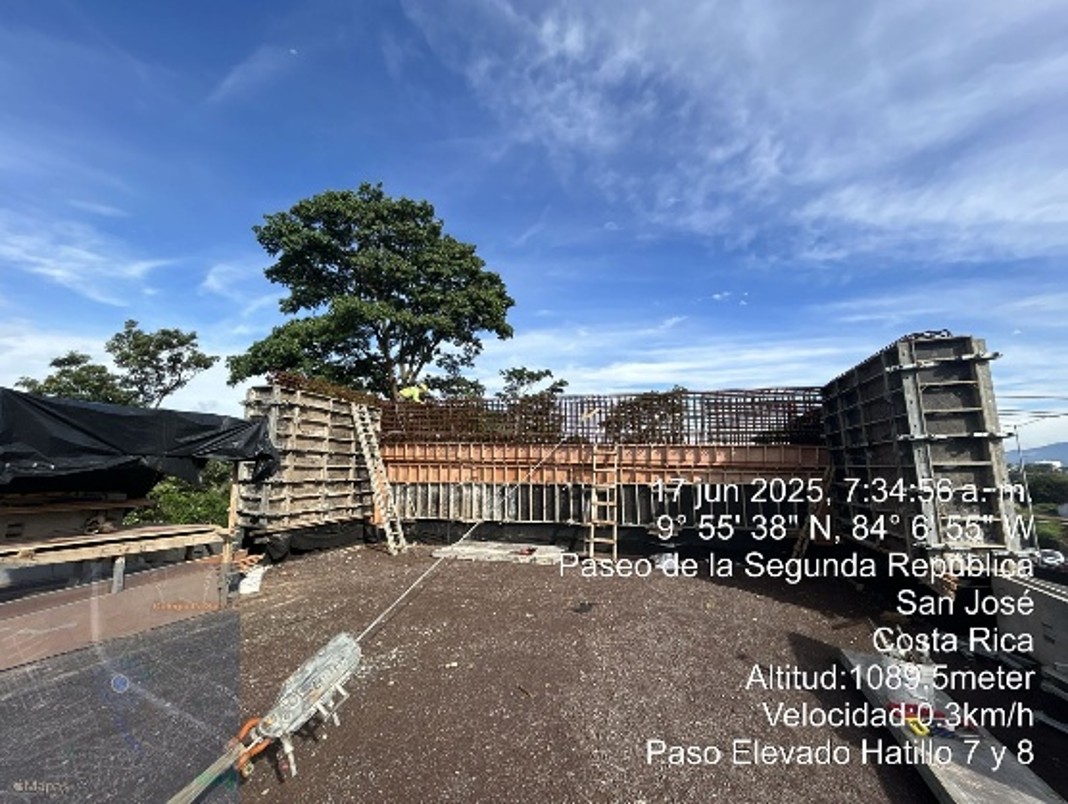 17 jun 2025, 7:34:56 a. m.
9° 55' 38" N, 84° 6' 55" W
Paseo de la Segunda República
San José
Costa Rica
Altitud:1089.5meter
Velocidad:0.3km/h
Paso Elevado Hatillo 7 y 8
Mapas